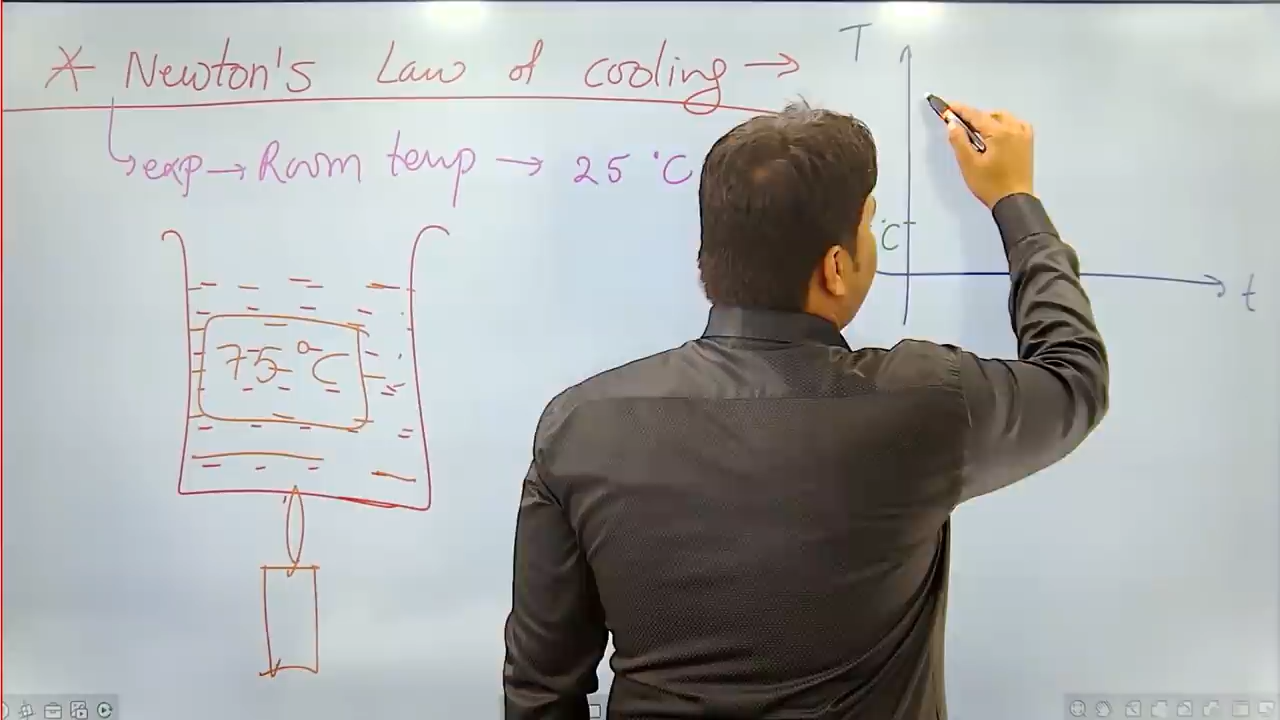 * Newton's Law of cooling →
exp → Room temp → 25 °C
75 °C
T
°C
t